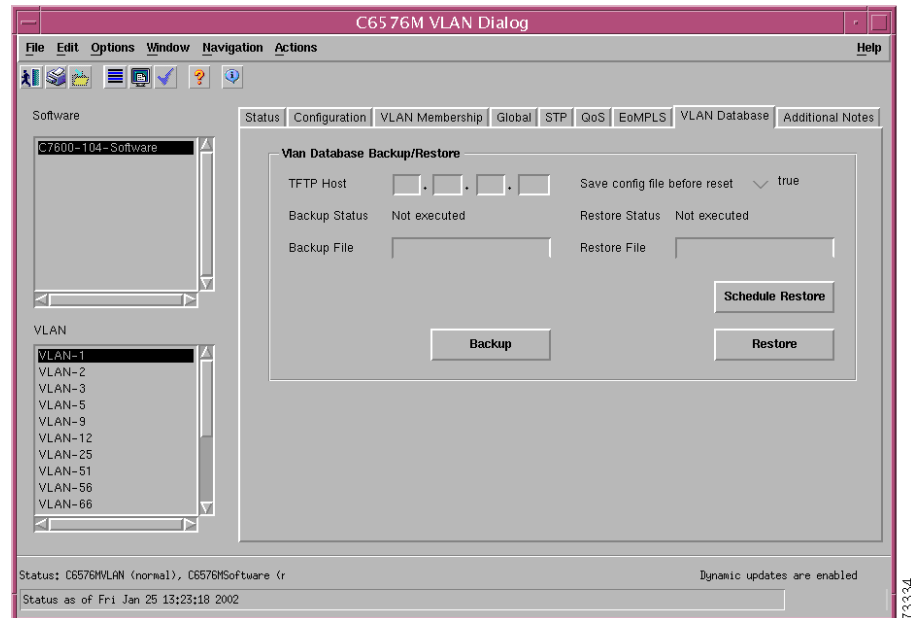 C6576M VLAN Dialog
File Edit Options Window Navigation Actions Help
Software
C7600-104-Software
VLAN
VLAN-1
VLAN-2
VLAN-3
VLAN-5
VLAN-9
VLAN-12
VLAN-25
VLAN-51
VLAN-56
VLAN-66
Status Configuration VLAN Membership Global STP QoS EoMPLS VLAN Database Additional Notes
Vlan Database Backup/Restore
TFTP Host . . . Save config file before reset true
Backup Status Not executed Restore Status Not executed
Backup File Restore File
Schedule Restore
Backup Restore
Status: C6576MVLAN (normal), C6576MSoftware (r Dynamic updates are enabled
Status as of Fri Jan 25 13:23:18 2002
73334